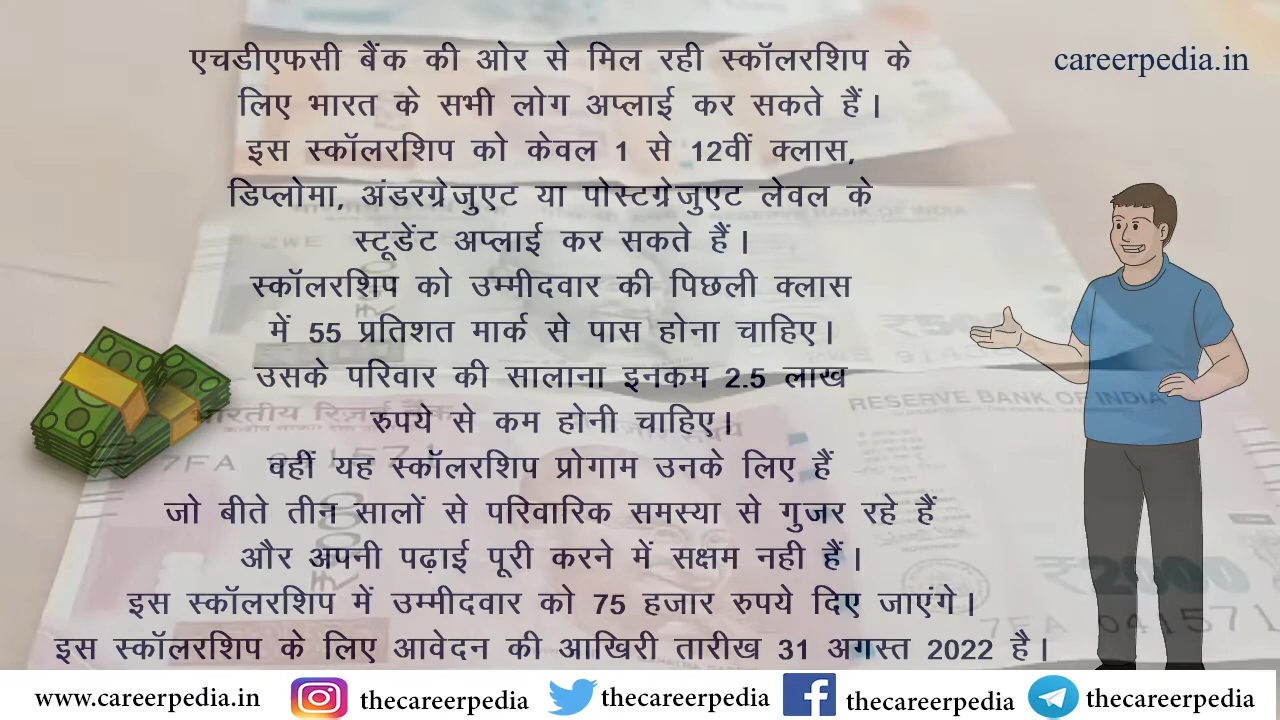 careerpedia.in
एचडीएफसी बैंक की ओर से मिल रही स्कॉलरशिप के
लिए भारत के सभी लोग अप्लाई कर सकते हैं।
इस स्कॉलरशिप को केवल 1 से 12वीं क्लास,
डिप्लोमा, अंडरग्रेजुएट या पोस्टग्रेजुएट लेवल के
स्टूडेंट अप्लाई कर सकते हैं।
स्कॉलरशिप को उम्मीदवार की पिछली क्लास
में 55 प्रतिशत मार्क से पास होना चाहिए।
उसके परिवार की सालाना इनकम 2.5 लाख
रुपये से कम होनी चाहिए।
वहीं यह स्कॉलरशिप प्रोगाम उनके लिए हैं
जो बीते तीन सालों से परिवारिक समस्या से गुजर रहे हैं
और अपनी पढ़ाई पूरी करने में सक्षम नही हैं।
इस स्कॉलरशिप में उम्मीदवार को 75 हजार रुपये दिए जाएंगे।
इस स्कॉलरशिप के लिए आवेदन की आखिरी तारीख 31 अगस्त 2022 है।
RESERVE BANK OF INDIA
भारतीय रिज़र्व बैंक
7FA 04157
www.careerpedia.in thecareerpedia thecareerpedia thecareerpedia thecareerpedia